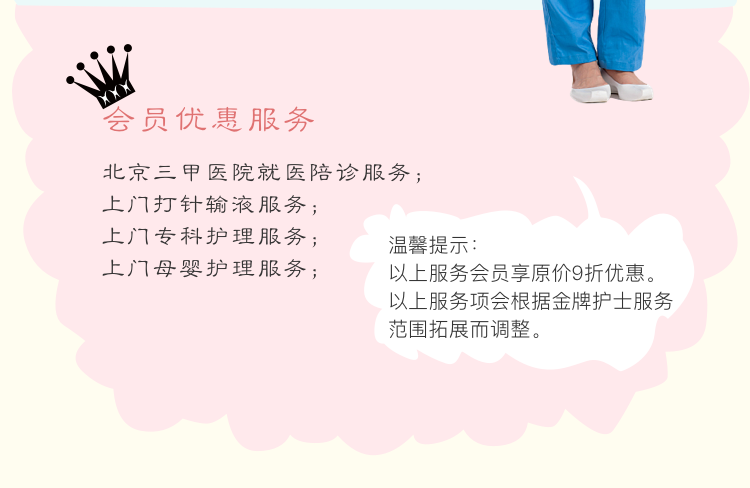 会员优惠服务
北京三甲医院就医陪诊服务；
上门打针输液服务；
上门专科护理服务；
上门母婴护理服务；
温馨提示：
以上服务会员享原价9折优惠。
以上服务项会根据金牌护士服务
范围拓展而调整。